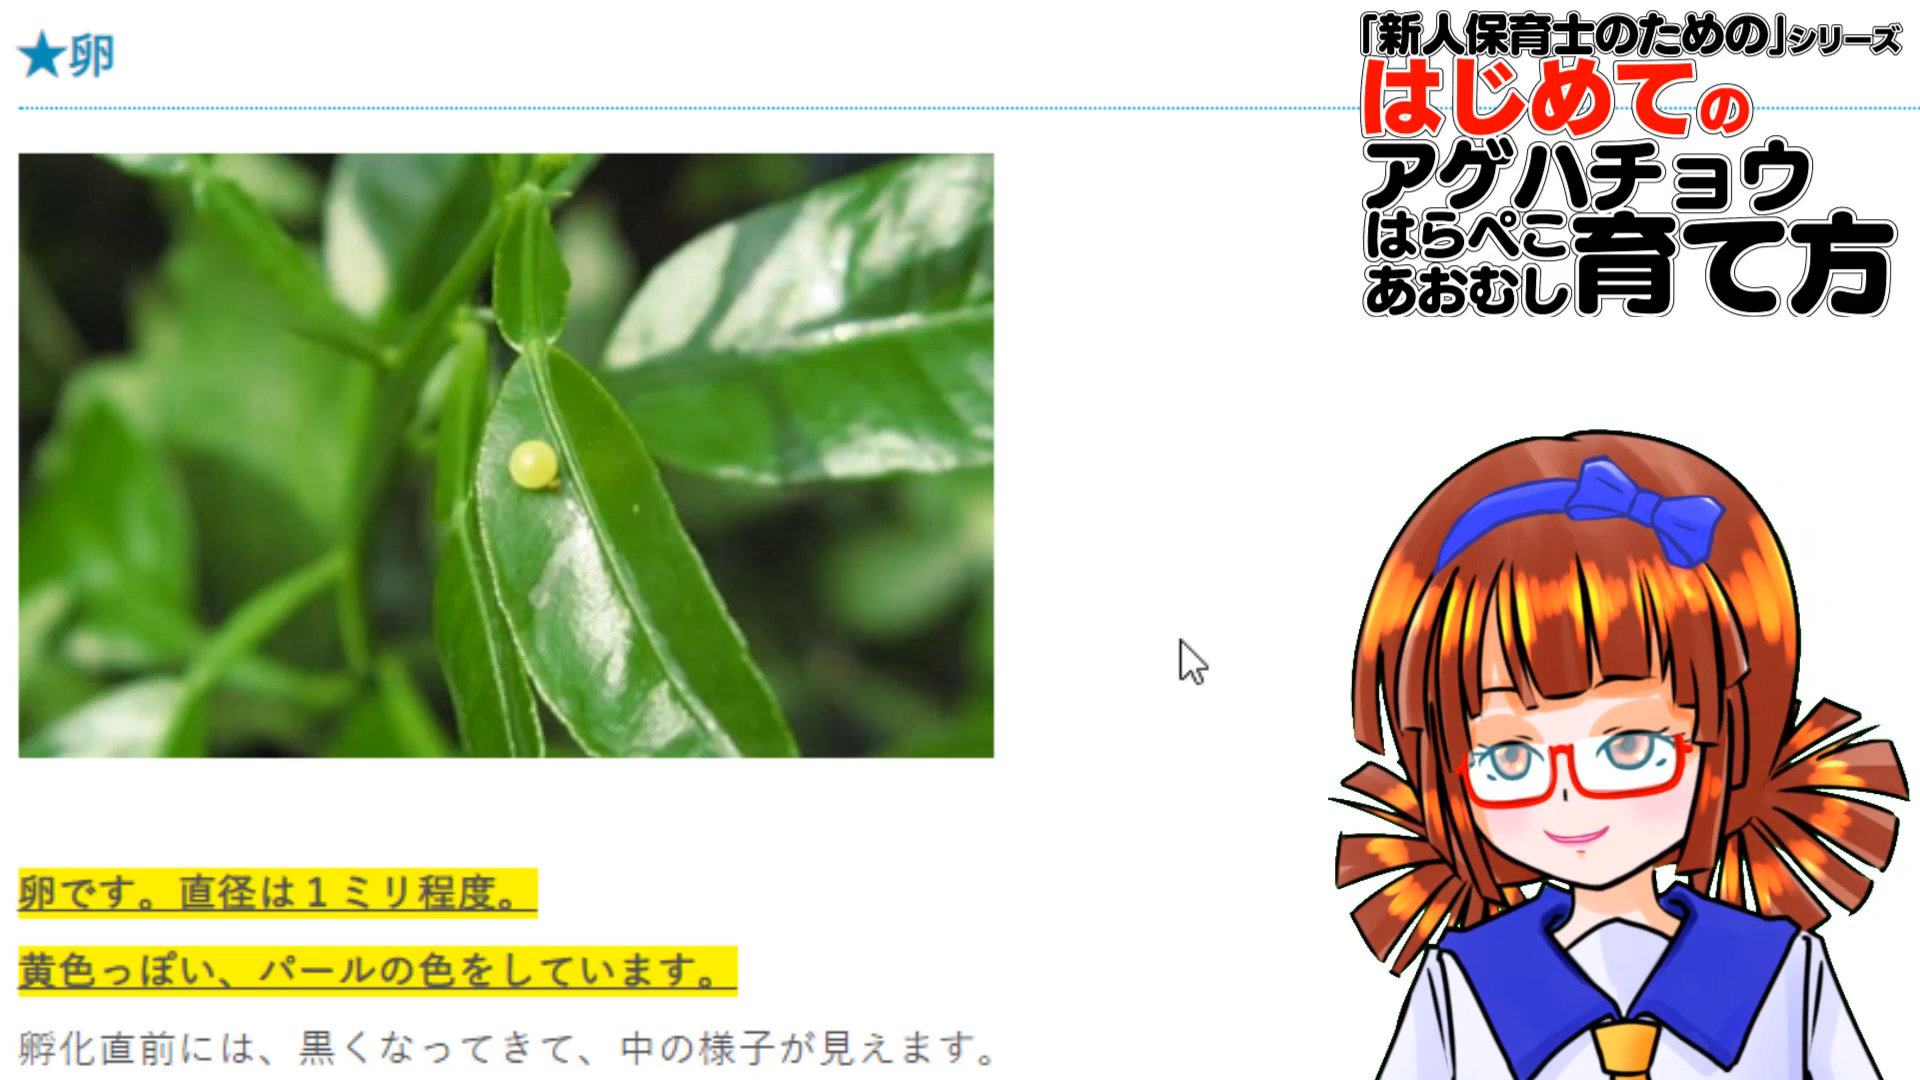 ★卵
「新人保育士のための」シリーズ
はじめての
アゲハチョウ
はらぺこ
あおむし育て方
卵です。直径は1ミリ程度。
黄色っぽい、パールの色をしています。
孵化直前には、黒くなってきて、中の様子が見えます。